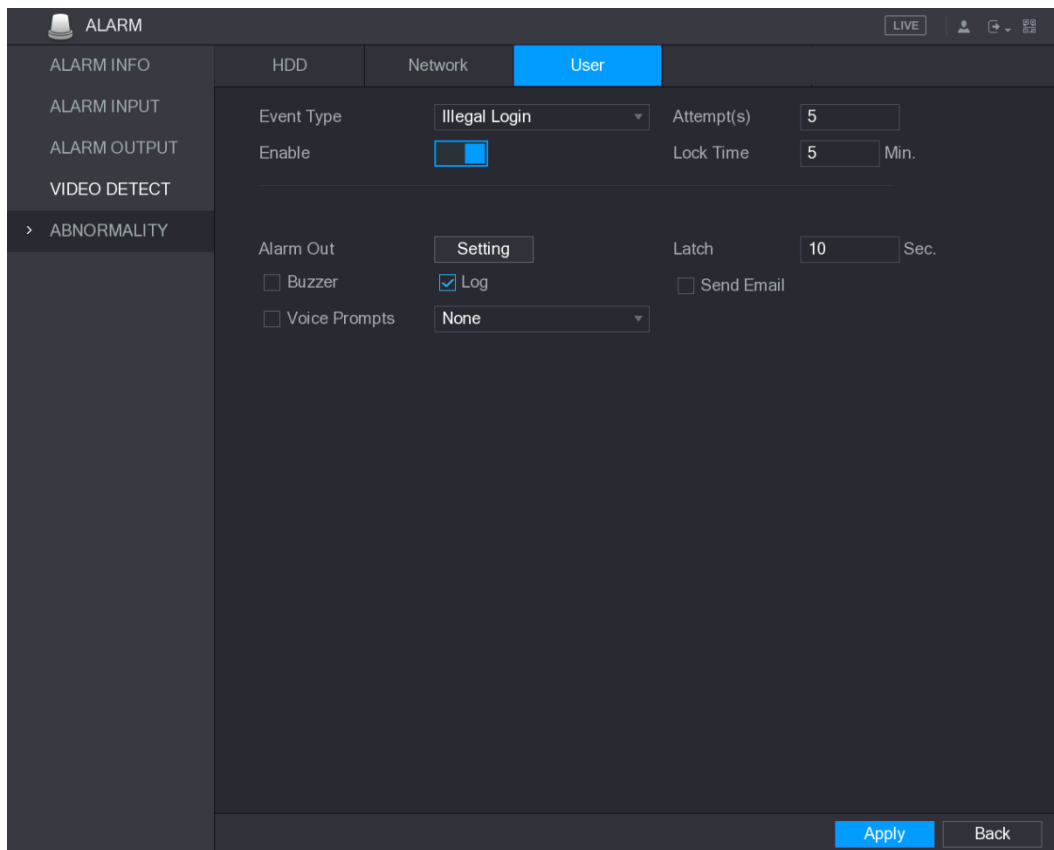 ALARM
LIVE
ALARM INFO
ALARM INPUT
ALARM OUTPUT
VIDEO DETECT
> ABNORMALITY
HDD Network User
Event Type Illegal Login Attempt(s) 5
Enable Lock Time 5 Min.
Alarm Out Setting Latch 10 Sec.
Buzzer Log Send Email
Voice Prompts None
Apply Back